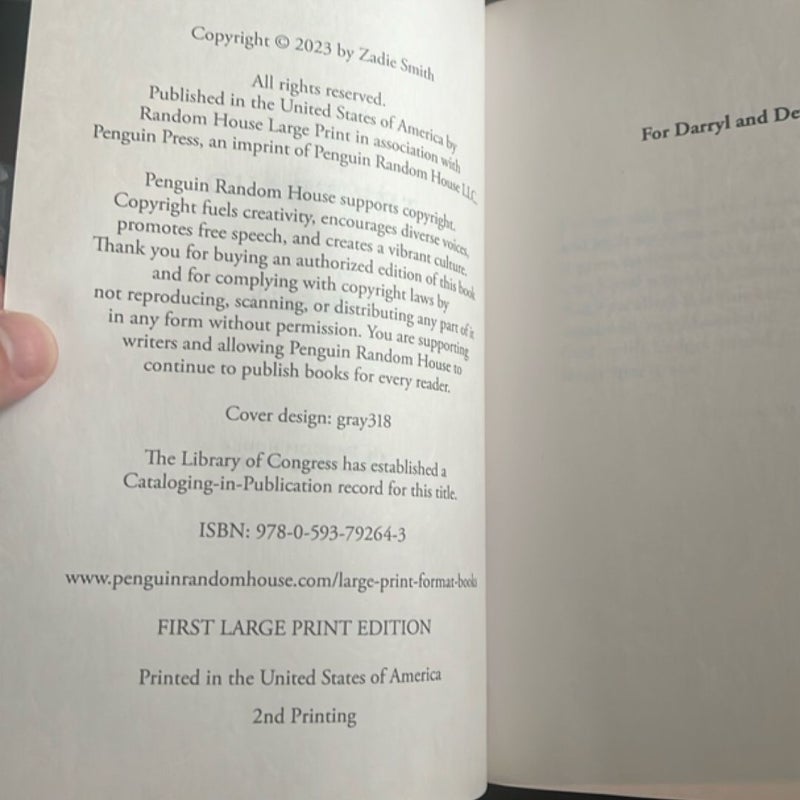 Copyright © 2023 by Zadie Smith
All rights reserved.
Published in the United States of America by
Random House Large Print in association with
Penguin Press, an imprint of Penguin Random House LLC.
Penguin Random House supports copyright.
Copyright fuels creativity, encourages diverse voices,
promotes free speech, and creates a vibrant culture.
Thank you for buying an authorized edition of this book
and for complying with copyright laws by
not reproducing, scanning, or distributing any part of it
in any form without permission. You are supporting
writers and allowing Penguin Random House to
continue to publish books for every reader.
Cover design: gray318
The Library of Congress has established a
Cataloging-in-Publication record for this title.
ISBN: 978-0-593-79264-3
www.penguinrandomhouse.com/large-print-format-books
FIRST LARGE PRINT EDITION
Printed in the United States of America
2nd Printing
For Darryl and De